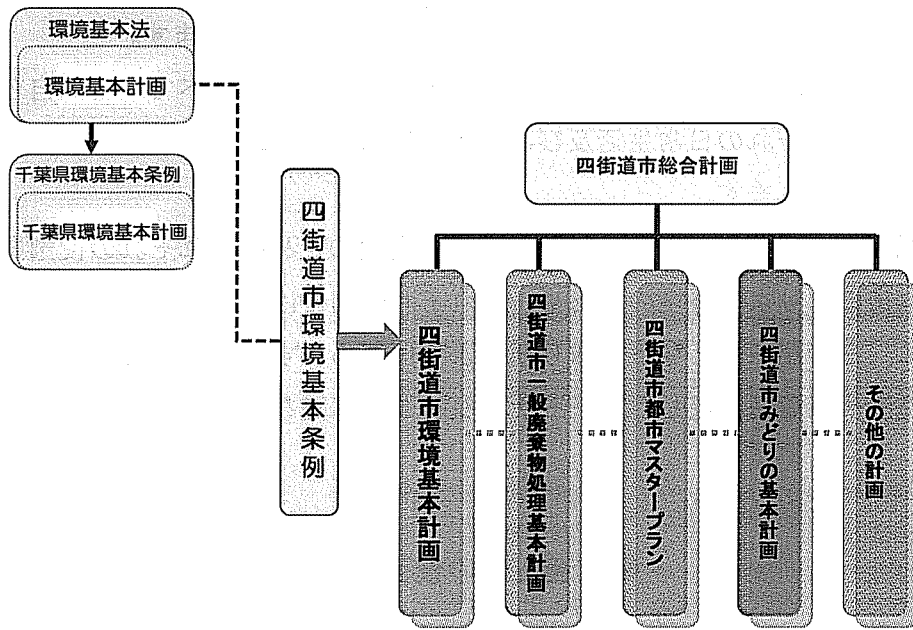 環境基本法
環境基本計画
千葉県環境基本条例
千葉県環境基本計画
四街道市環境基本条例
四街道市総合計画
四街道市環境基本計画
四街道市一般廃棄物処理基本計画
四街道市都市マスタープラン
四街道市みどりの基本計画
その他の計画